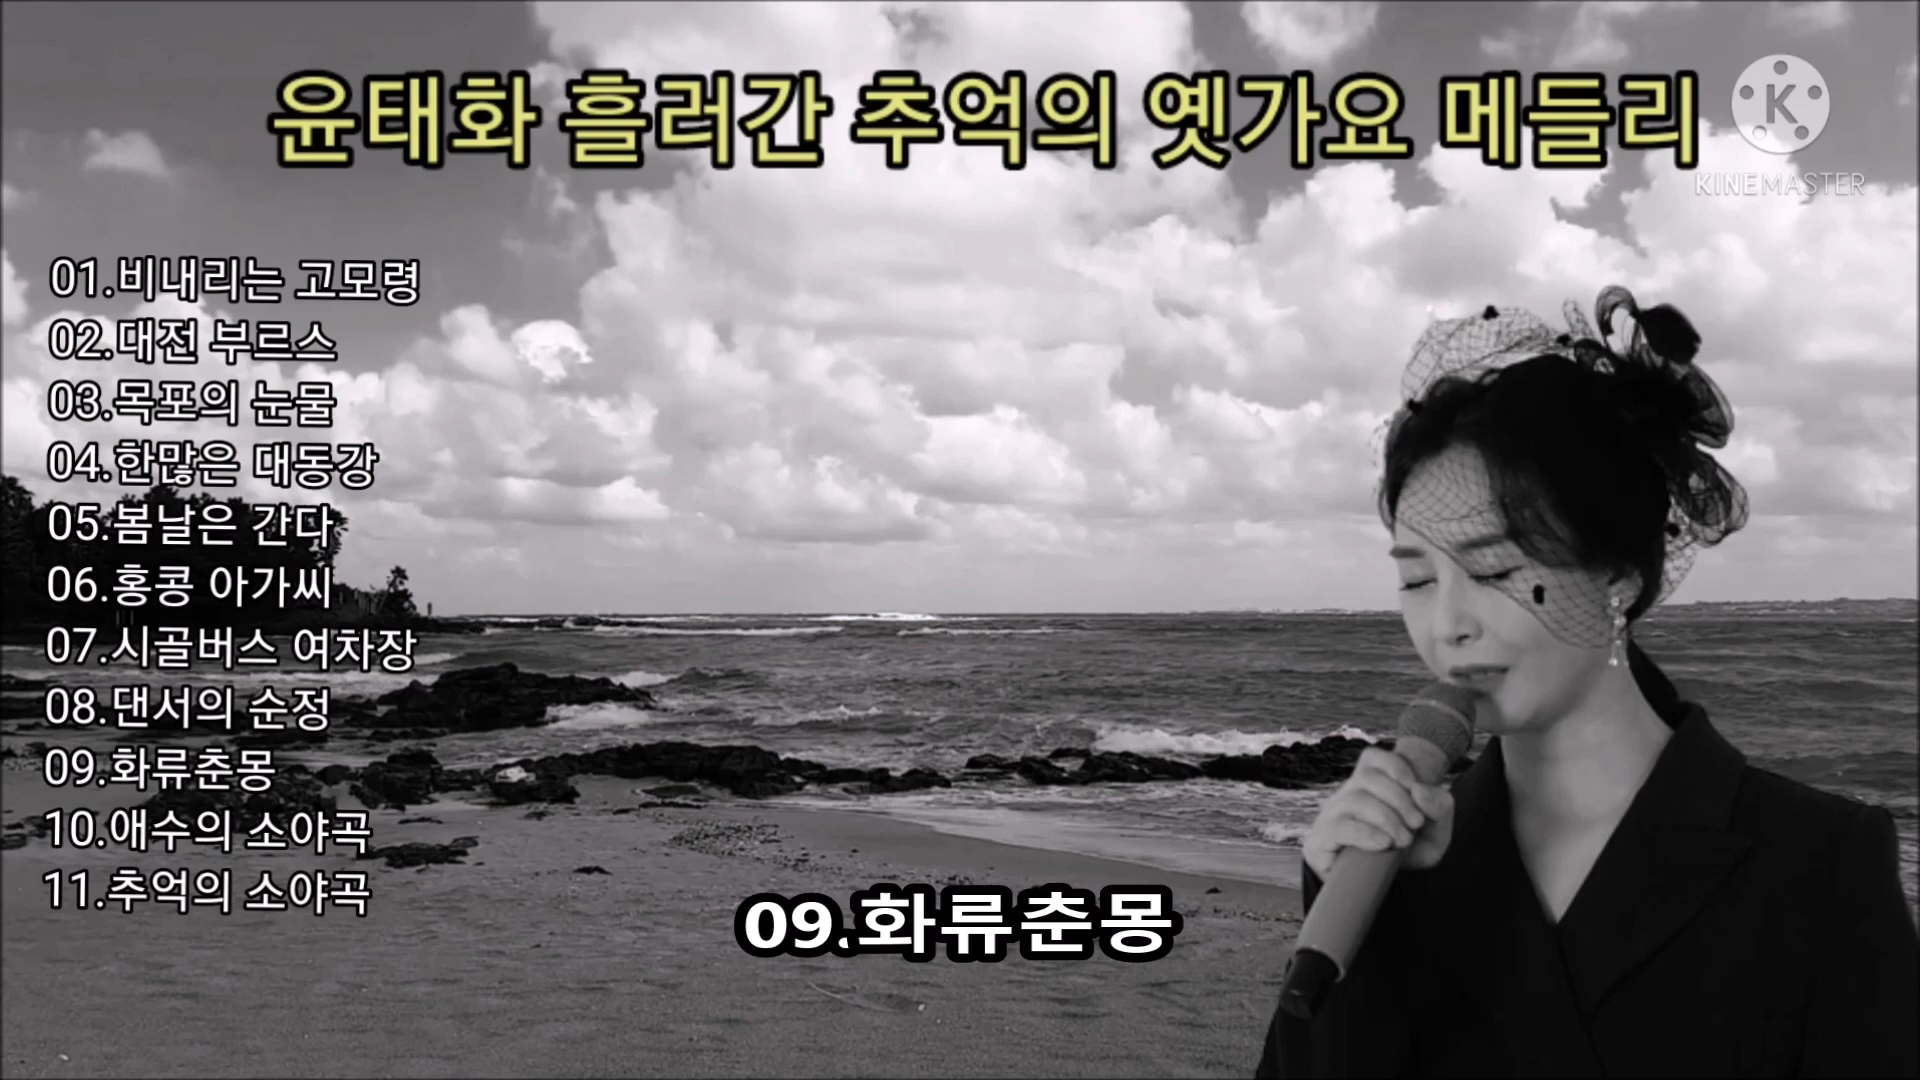 윤태화 흘러간 추억의 옛가요 메들리
K
KINEMASTER
01.비내리는 고모령
02.대전 부르스
03.목포의 눈물
04.한많은 대동강
05.봄날은 간다
06.홍콩 아가씨
07.시골버스 여차장
08.댄서의 순정
09.화류춘몽
10.애수의 소야곡
11.추억의 소야곡
09.화류춘몽